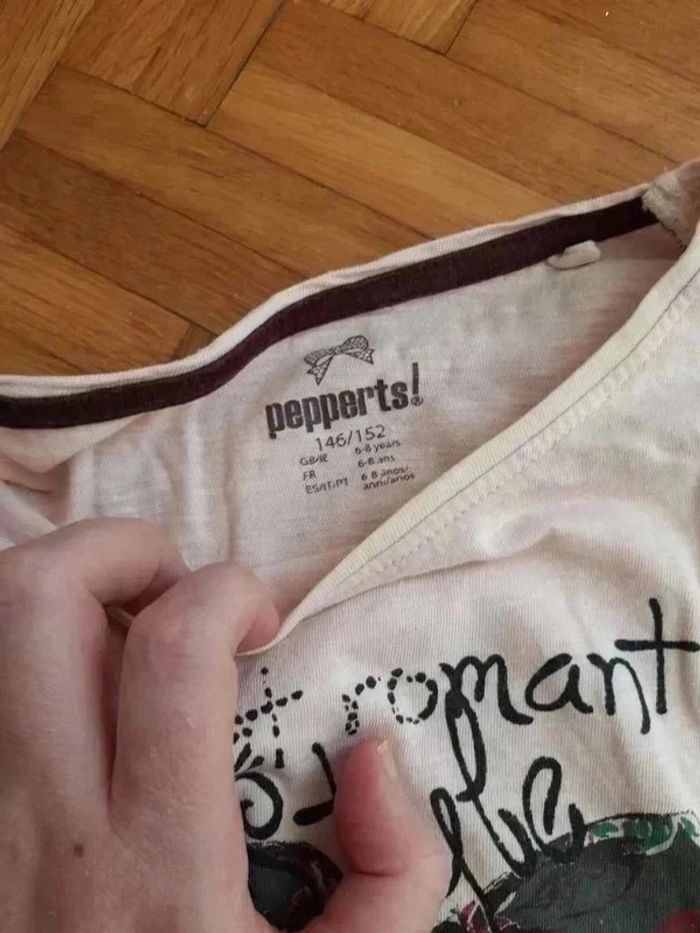 pepperts!®
146/152
GB/IE 6-8 years
FR 6-8 ans
ES/IT/PT 6 8 años/
anni/anos
romant